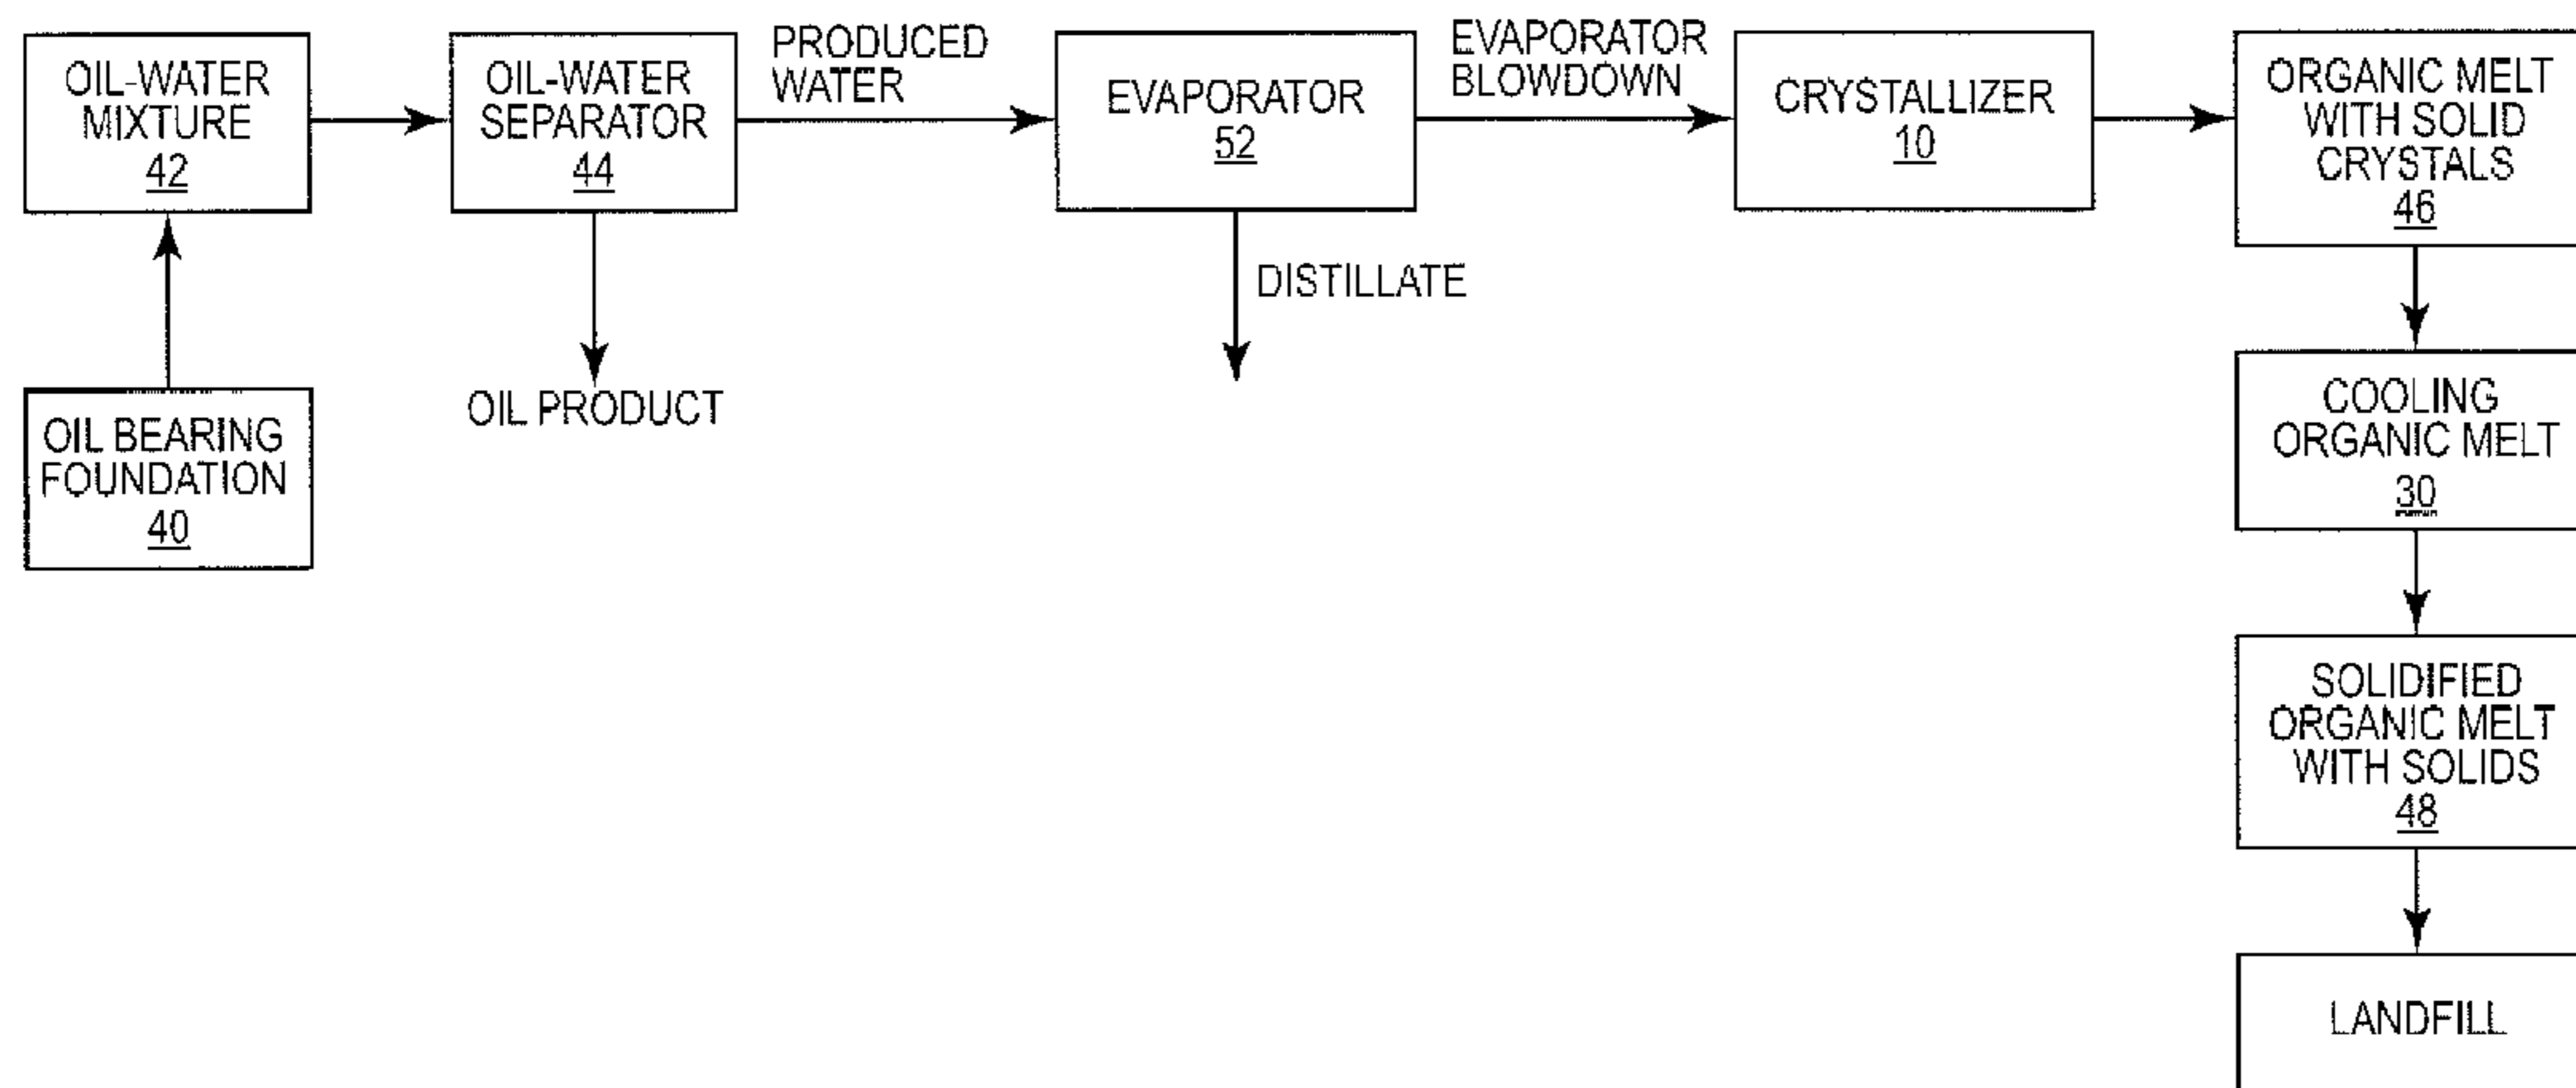 OIL-WATER
MIXTURE
42
OIL-WATER
SEPARATOR
44
PRODUCED
WATER
EVAPORATOR
52
EVAPORATOR
BLOWDOWN
CRYSTALLIZER
10
ORGANIC MELT
WITH SOLID
CRYSTALS
46
DISTILLATE
OIL PRODUCT
OIL BEARING
FOUNDATION
40
COOLING
ORGANIC MELT
30
SOLIDIFIED
ORGANIC MELT
WITH SOLIDS
48
LANDFILL